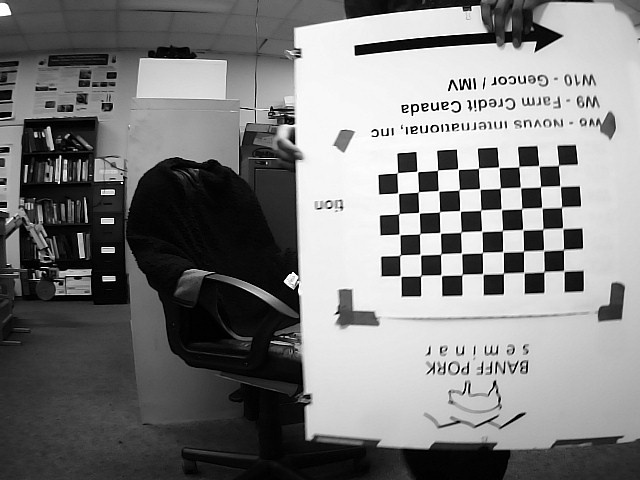 BANFF PORK
seminar
tion
W8 - Novus International, Inc
W9 - Farm Credit Canada
W10 - Gencor / IMV